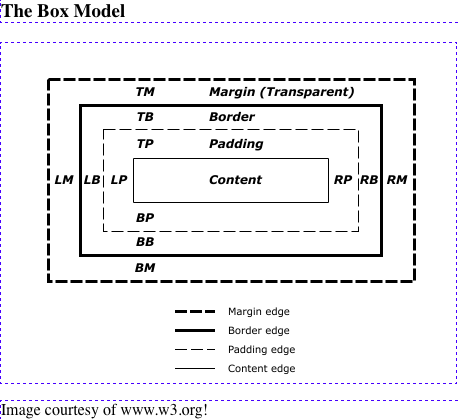 The Box Model
TM Margin (Transparent)
TB Border
TP Padding
LM LB LP Content RP RB RM
BP
BB
BM
Margin edge
Border edge
Padding edge
Content edge
Image courtesy of www.w3.org!